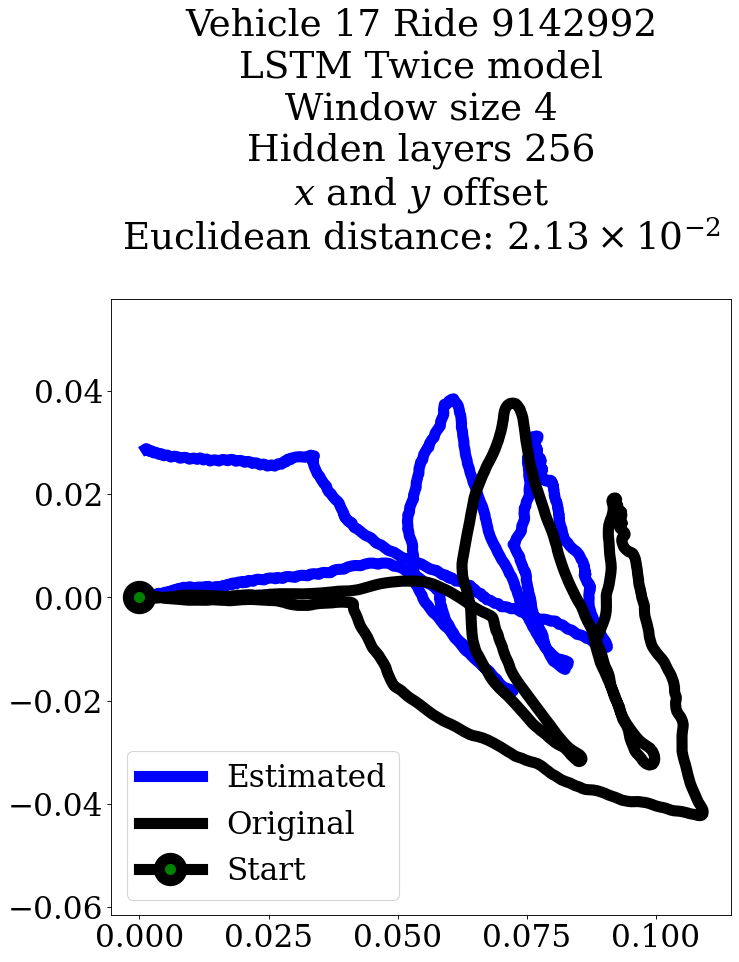 Vehicle 17 Ride 9142992
LSTM Twice model
Window size 4
Hidden layers 256
x and y offset
Euclidean distance: 2.13 × 10⁻²
0.04
0.02
0.00
−0.02
−0.04
−0.06
Estimated
Original
Start
0.000 0.025 0.050 0.075 0.100